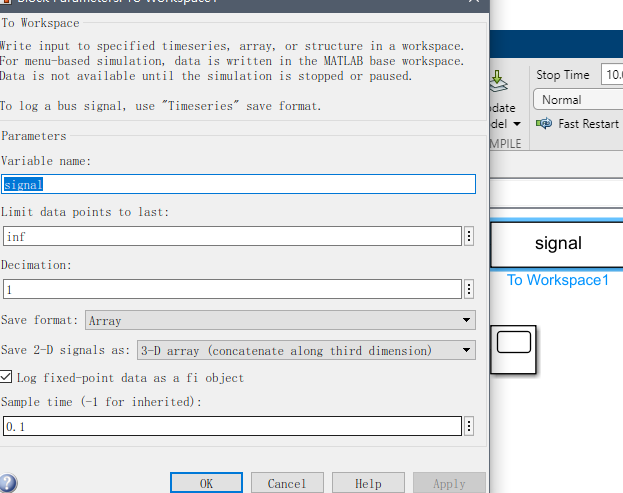 Block Parameters: To Workspace1
To Workspace
Write input to specified timeseries, array, or structure in a workspace.
For menu-based simulation, data is written in the MATLAB base workspace.
Data is not available until the simulation is stopped or paused.
To log a bus signal, use "Timeseries" save format.
Parameters
Variable name:
signal
Limit data points to last:
inf
Decimation:
1
Save format: Array
Save 2-D signals as: 3-D array (concatenate along third dimension)
Log fixed-point data as a fi object
Sample time (-1 for inherited):
0.1
OK Cancel Help Apply
Stop Time 10.0
Normal
date
del
Fast Restart
MPILE
signal
To Workspace1